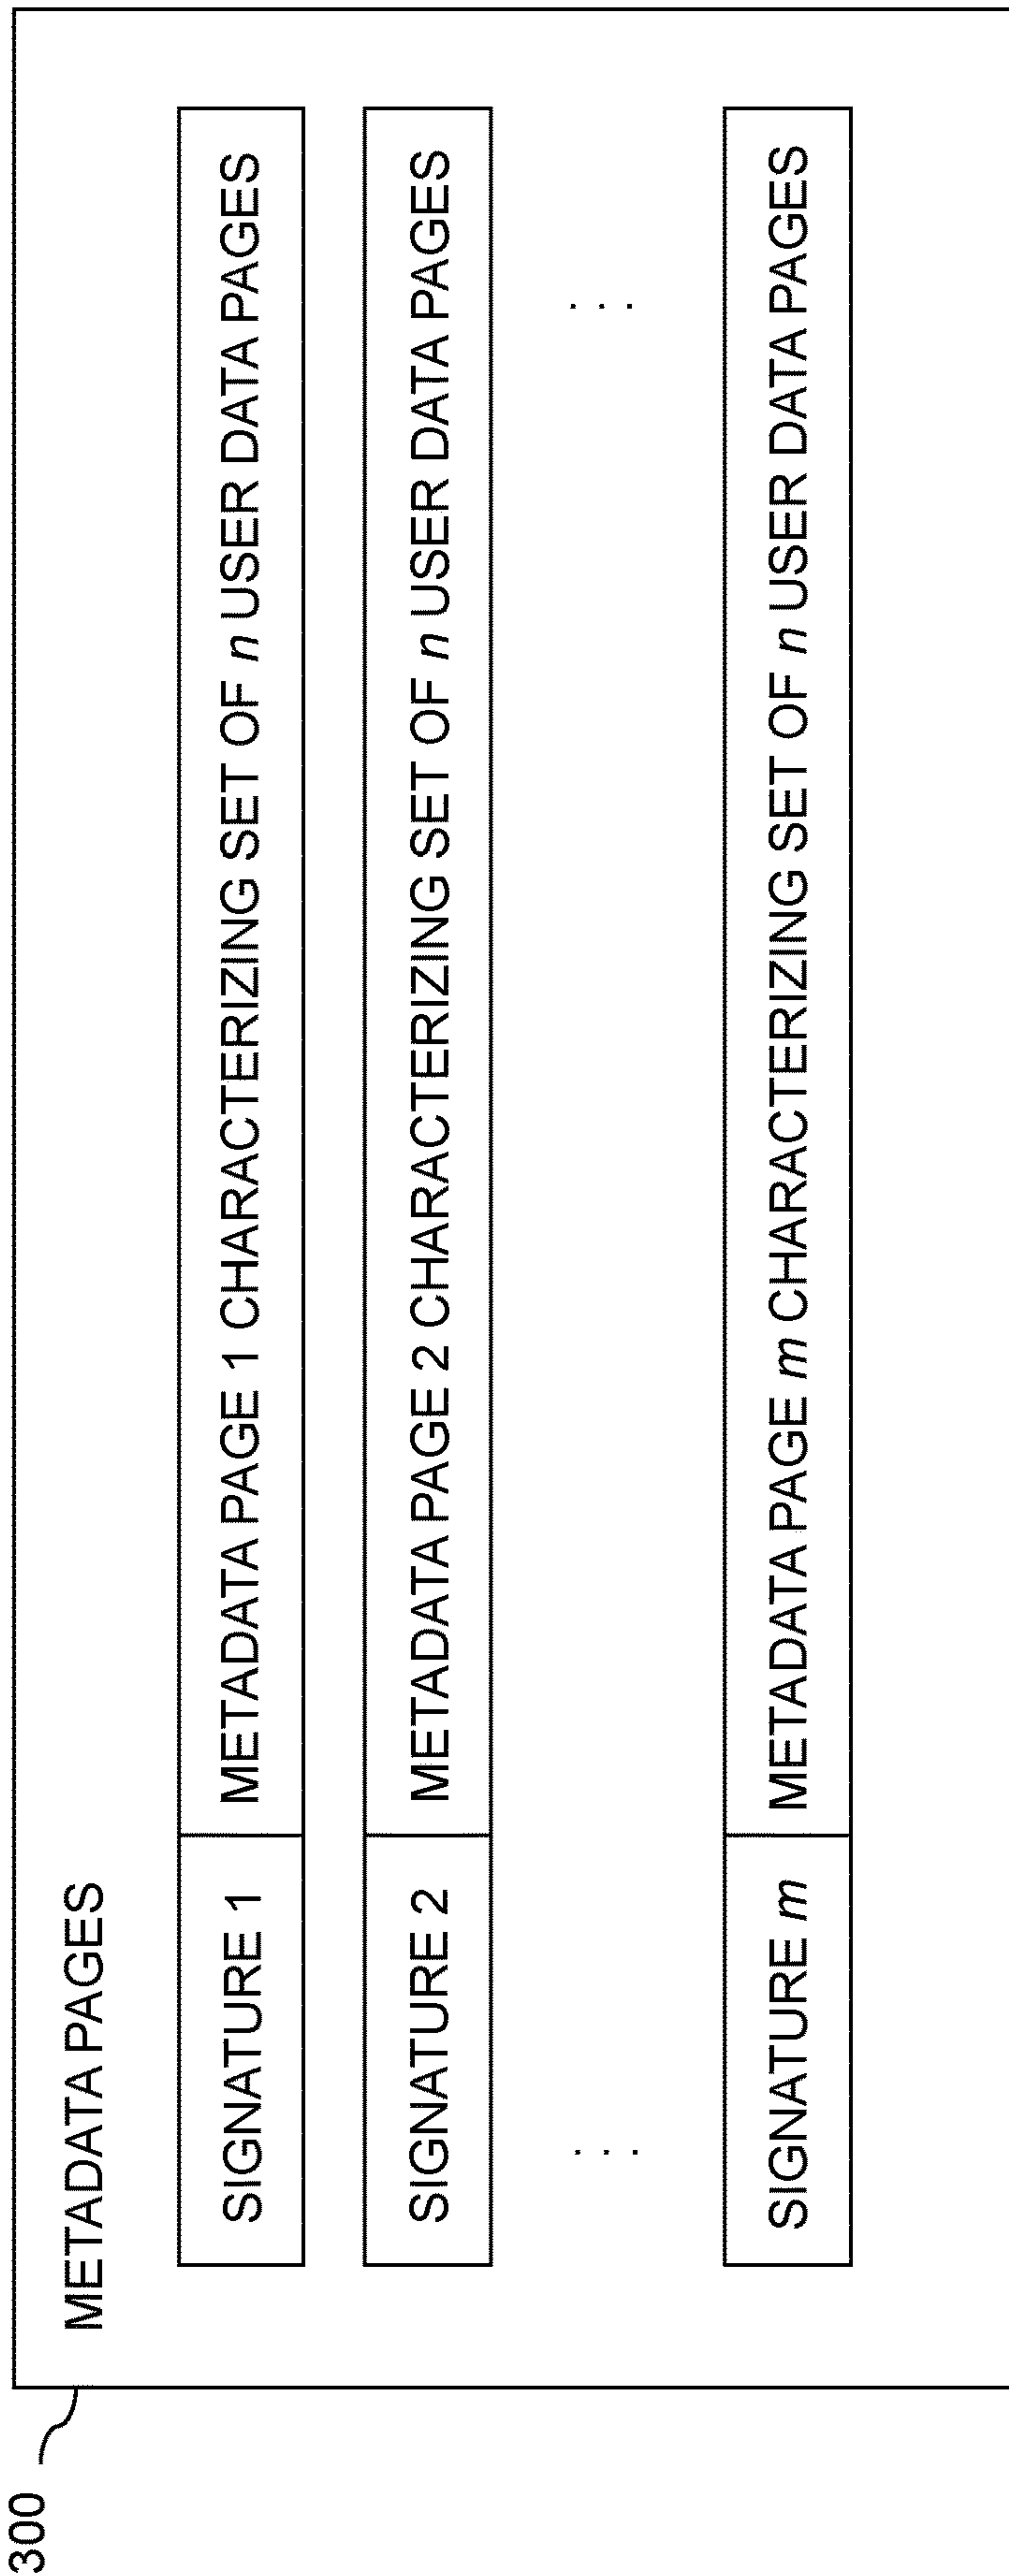 300
METADATA PAGES
SIGNATURE 1 METADATA PAGE 1 CHARACTERIZING SET OF n USER DATA PAGES
SIGNATURE 2 METADATA PAGE 2 CHARACTERIZING SET OF n USER DATA PAGES
. . . . . .
SIGNATURE m METADATA PAGE m CHARACTERIZING SET OF n USER DATA PAGES